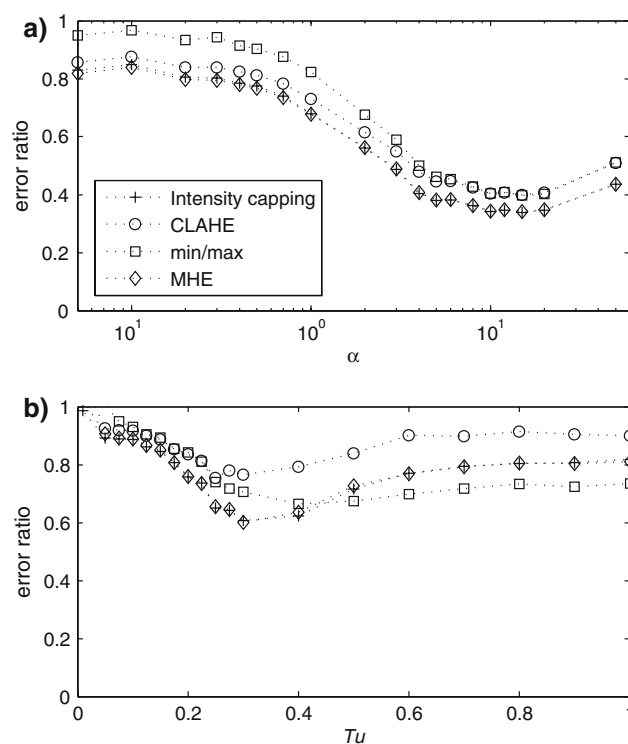 a)
1
0.8
0.6
0.4
0.2
0
error ratio
Intensity capping
CLAHE
min/max
MHE
10^1
10^0
10^1
α
b)
1
0.8
0.6
0.4
0.2
0
error ratio
0
0.2
0.4
0.6
0.8
1
Tu